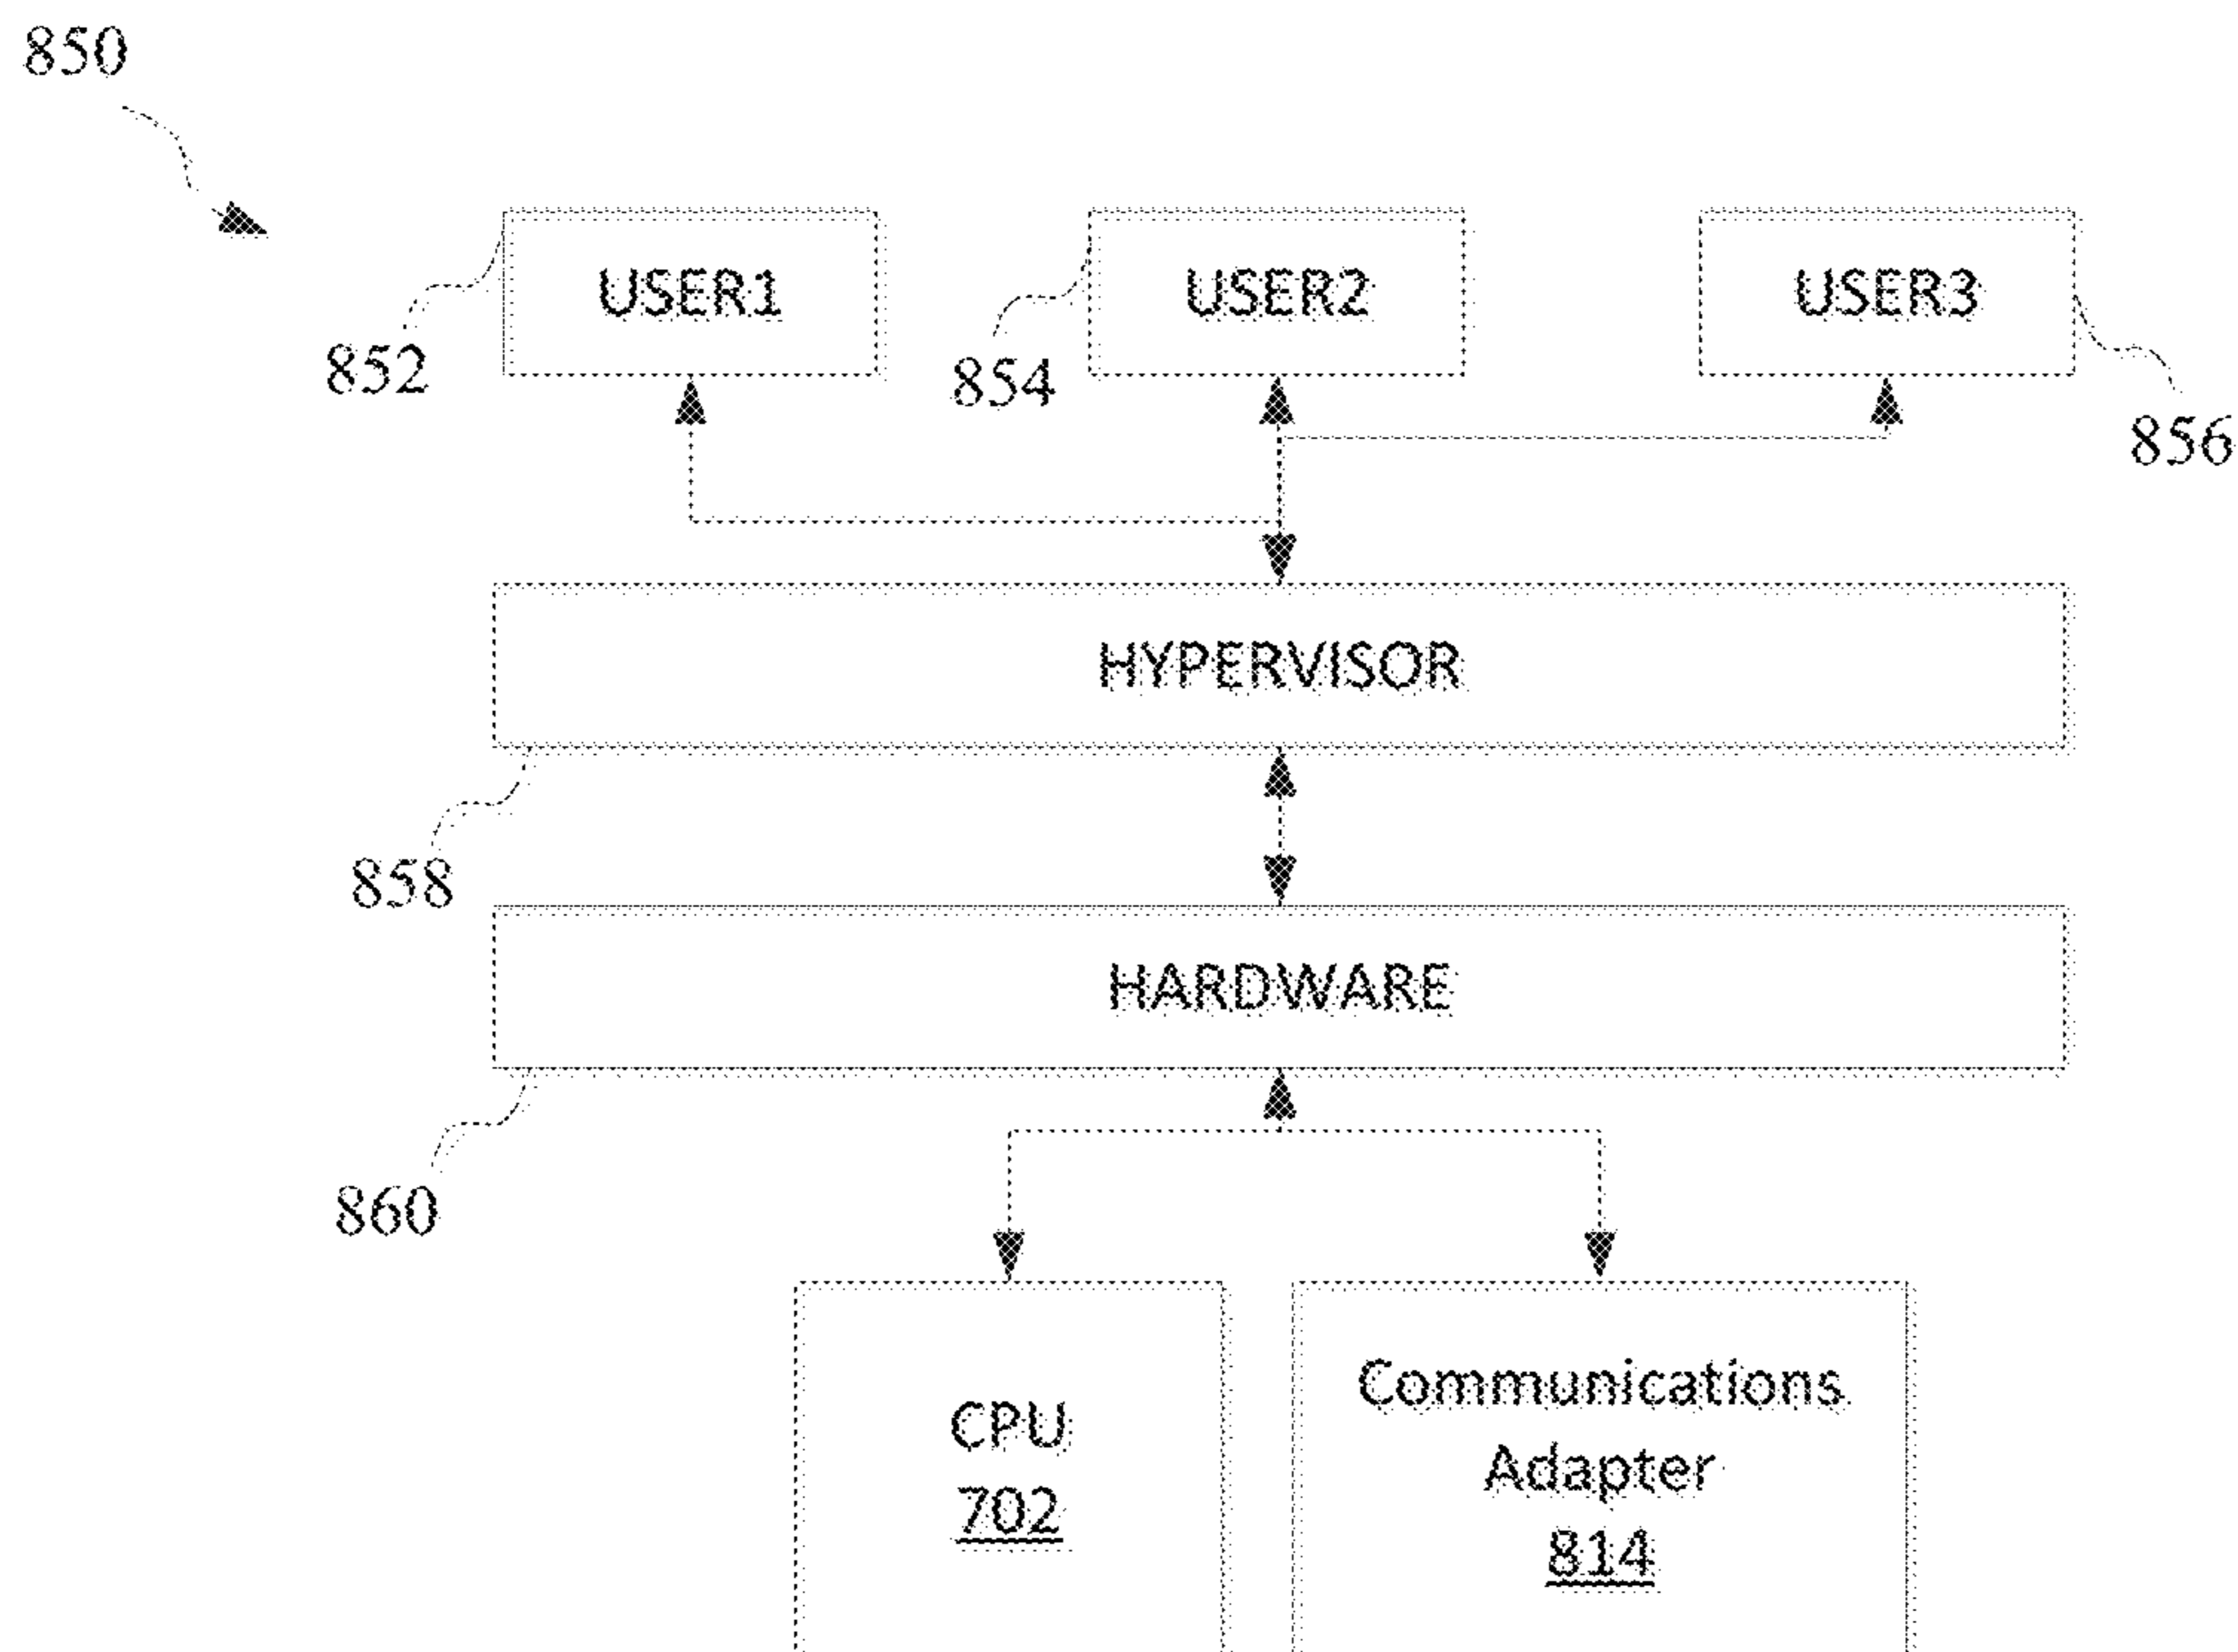 850
USER1
USER2
USER3
852
854
856
HYPERVISOR
858
HARDWARE
860
CPU
702
Communications
Adapter
814